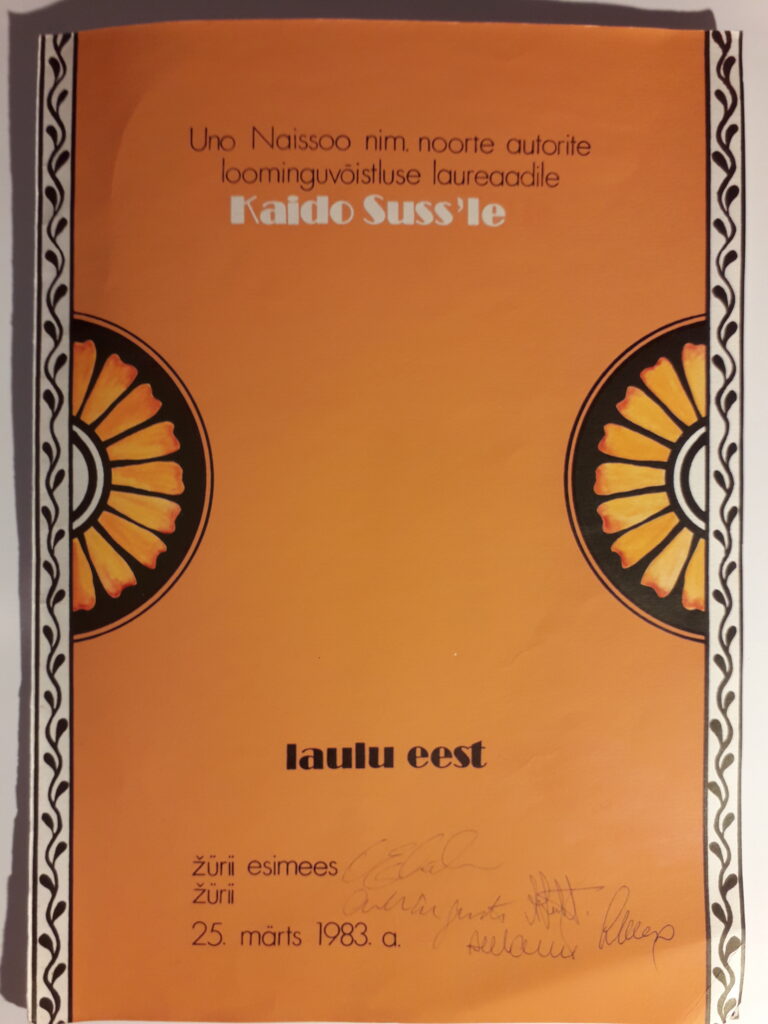 Uno Naissoo nim. noorte autorite
loominguvõistluse laureaadile
Kaido Suss'le
laulu eest
žürii esimees
žürii
25. märts 1983. a.